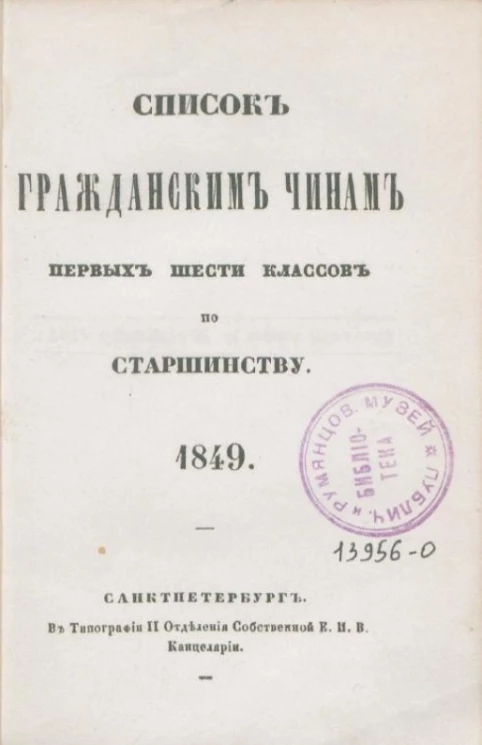 СПИСОКЪ
ГРАЖДАНСКИМЪ ЧИНАМЪ
ПЕРВЫХЪ ШЕСТИ КЛАССОВЪ
ПО
СТАРШИНСТВУ.
1849.
ПУБЛИЧ. и РУМЯНЦОВ. МУЗЕЙ
БИБЛІО-
ТЕКА
13956-0
САНКТПЕТЕРБУРГЪ.
Въ Типографіи II Отдѣленія Собственной Е. И. В.
Канцеляріи.